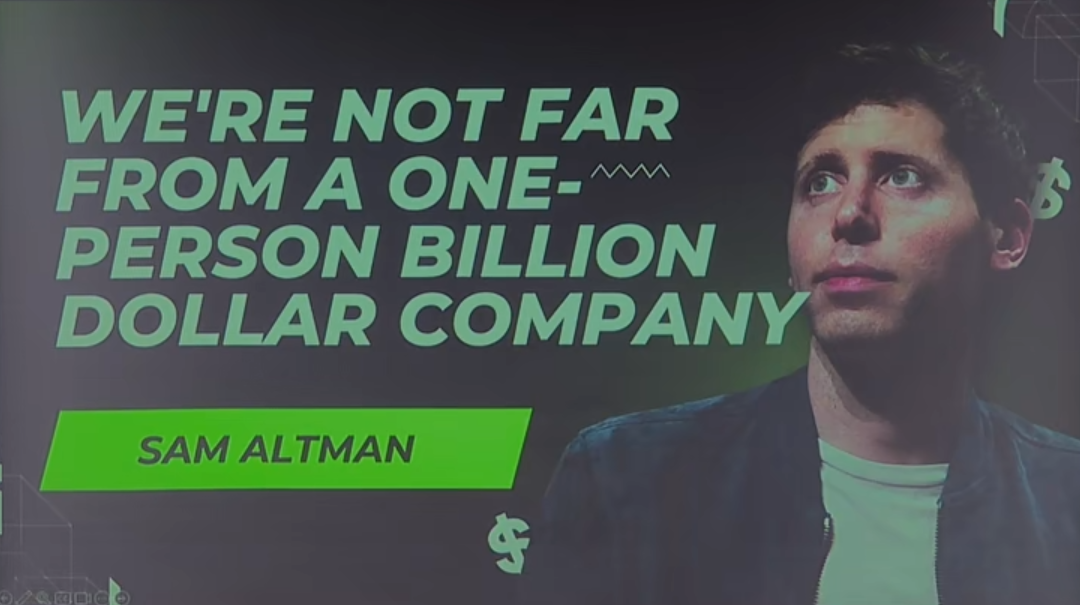 WE'RE NOT FAR
FROM A ONE-
PERSON BILLION
DOLLAR COMPANY
SAM ALTMAN